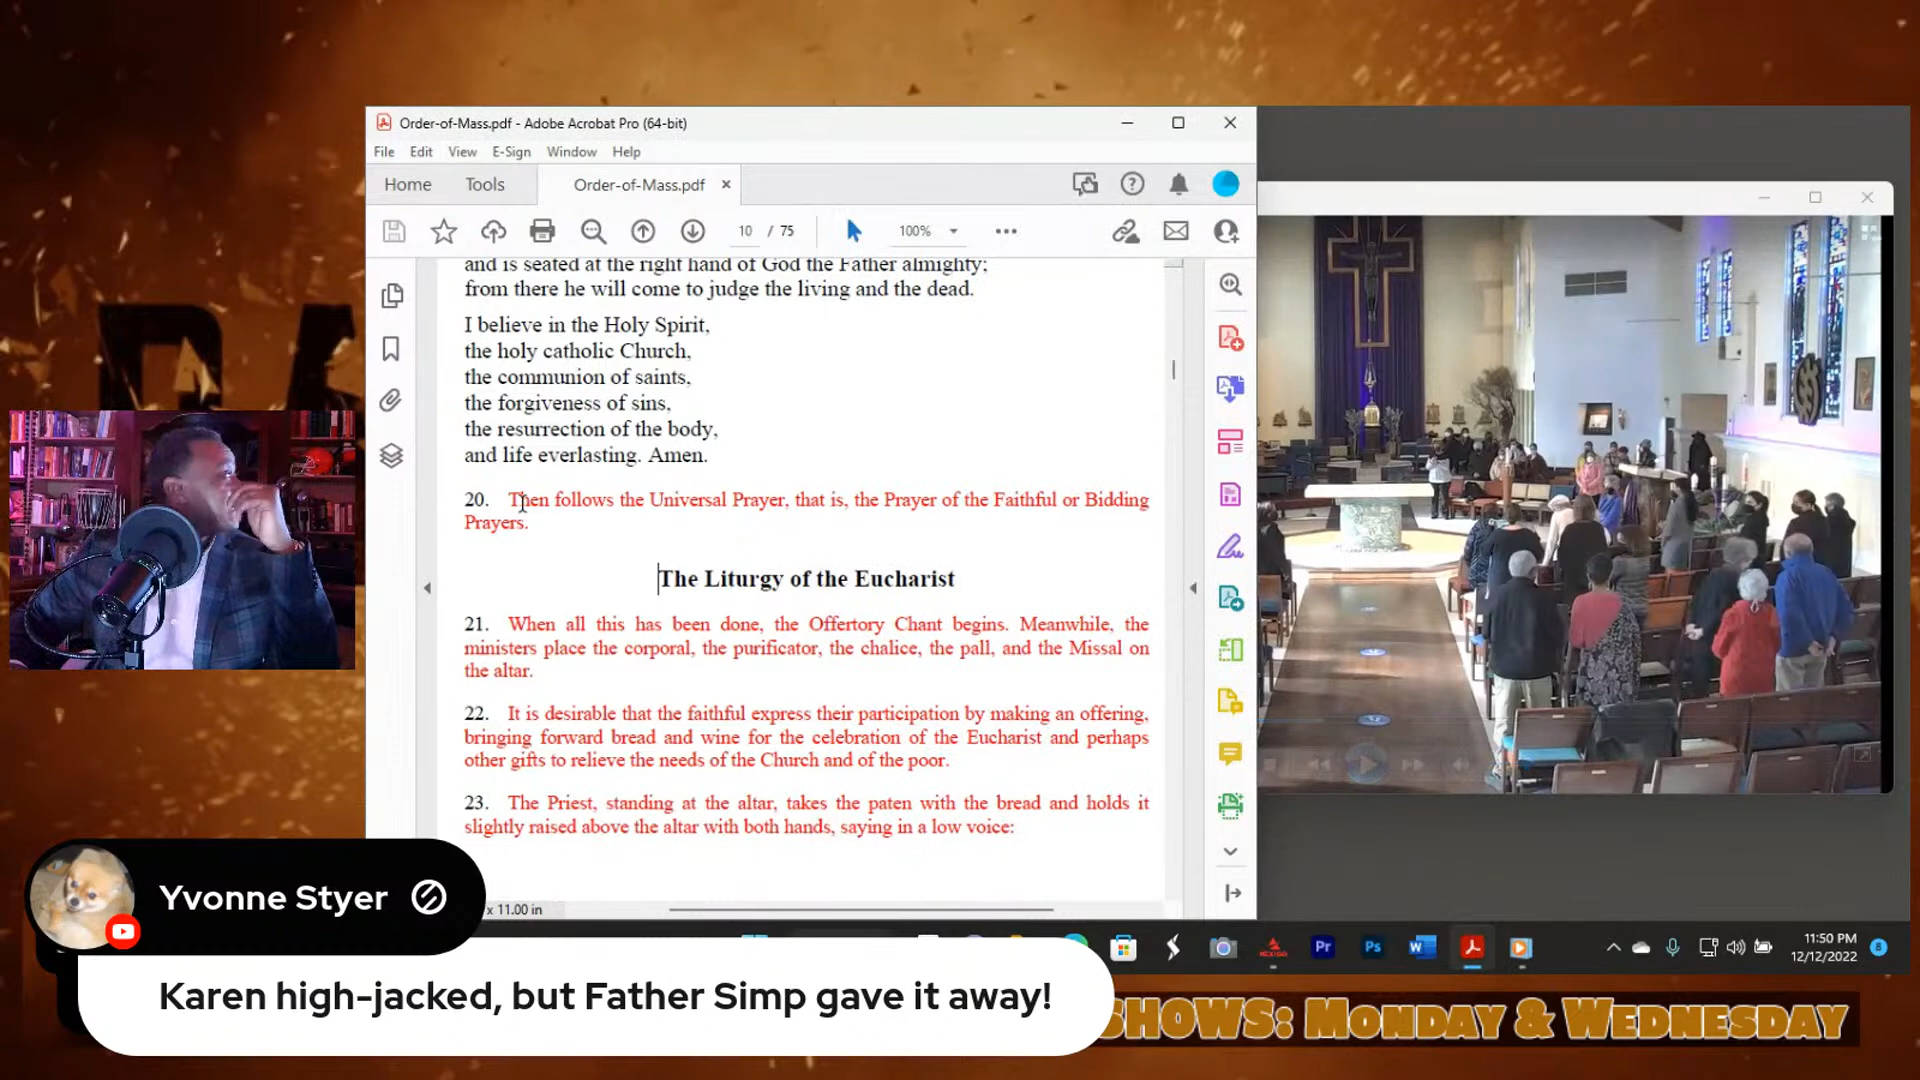 Order-of-Mass.pdf - Adobe Acrobat Pro (64-bit)
File Edit View E-Sign Window Help
Home Tools Order-of-Mass.pdf
10 / 75 100%
and is seated at the right hand of God the Father almighty;
from there he will come to judge the living and the dead.
I believe in the Holy Spirit,
the holy catholic Church,
the communion of saints,
the forgiveness of sins,
the resurrection of the body,
and life everlasting. Amen.
20. Then follows the Universal Prayer, that is, the Prayer of the Faithful or Bidding
Prayers.
The Liturgy of the Eucharist
21. When all this has been done, the Offertory Chant begins. Meanwhile, the
ministers place the corporal, the purificator, the chalice, the pall, and the Missal on
the altar.
22. It is desirable that the faithful express their participation by making an offering,
bringing forward bread and wine for the celebration of the Eucharist and perhaps
other gifts to relieve the needs of the Church and of the poor.
23. The Priest, standing at the altar, takes the paten with the bread and holds it
slightly raised above the altar with both hands, saying in a low voice:
x 11.00 in
Yvonne Styer
Karen high-jacked, but Father Simp gave it away!
Pr Ps W
11:50 PM
12/12/2022
8
SHOWS: MONDAY & WEDNESDAY